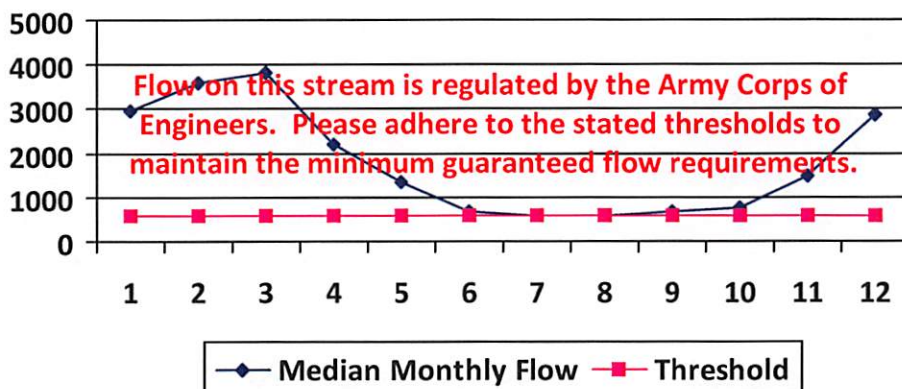 5000
4000
3000
2000
1000
0
Flow on this stream is regulated by the Army Corps of
Engineers. Please adhere to the stated thresholds to
maintain the minimum guaranteed flow requirements.
1 2 3 4 5 6 7 8 9 10 11 12
Median Monthly Flow Threshold